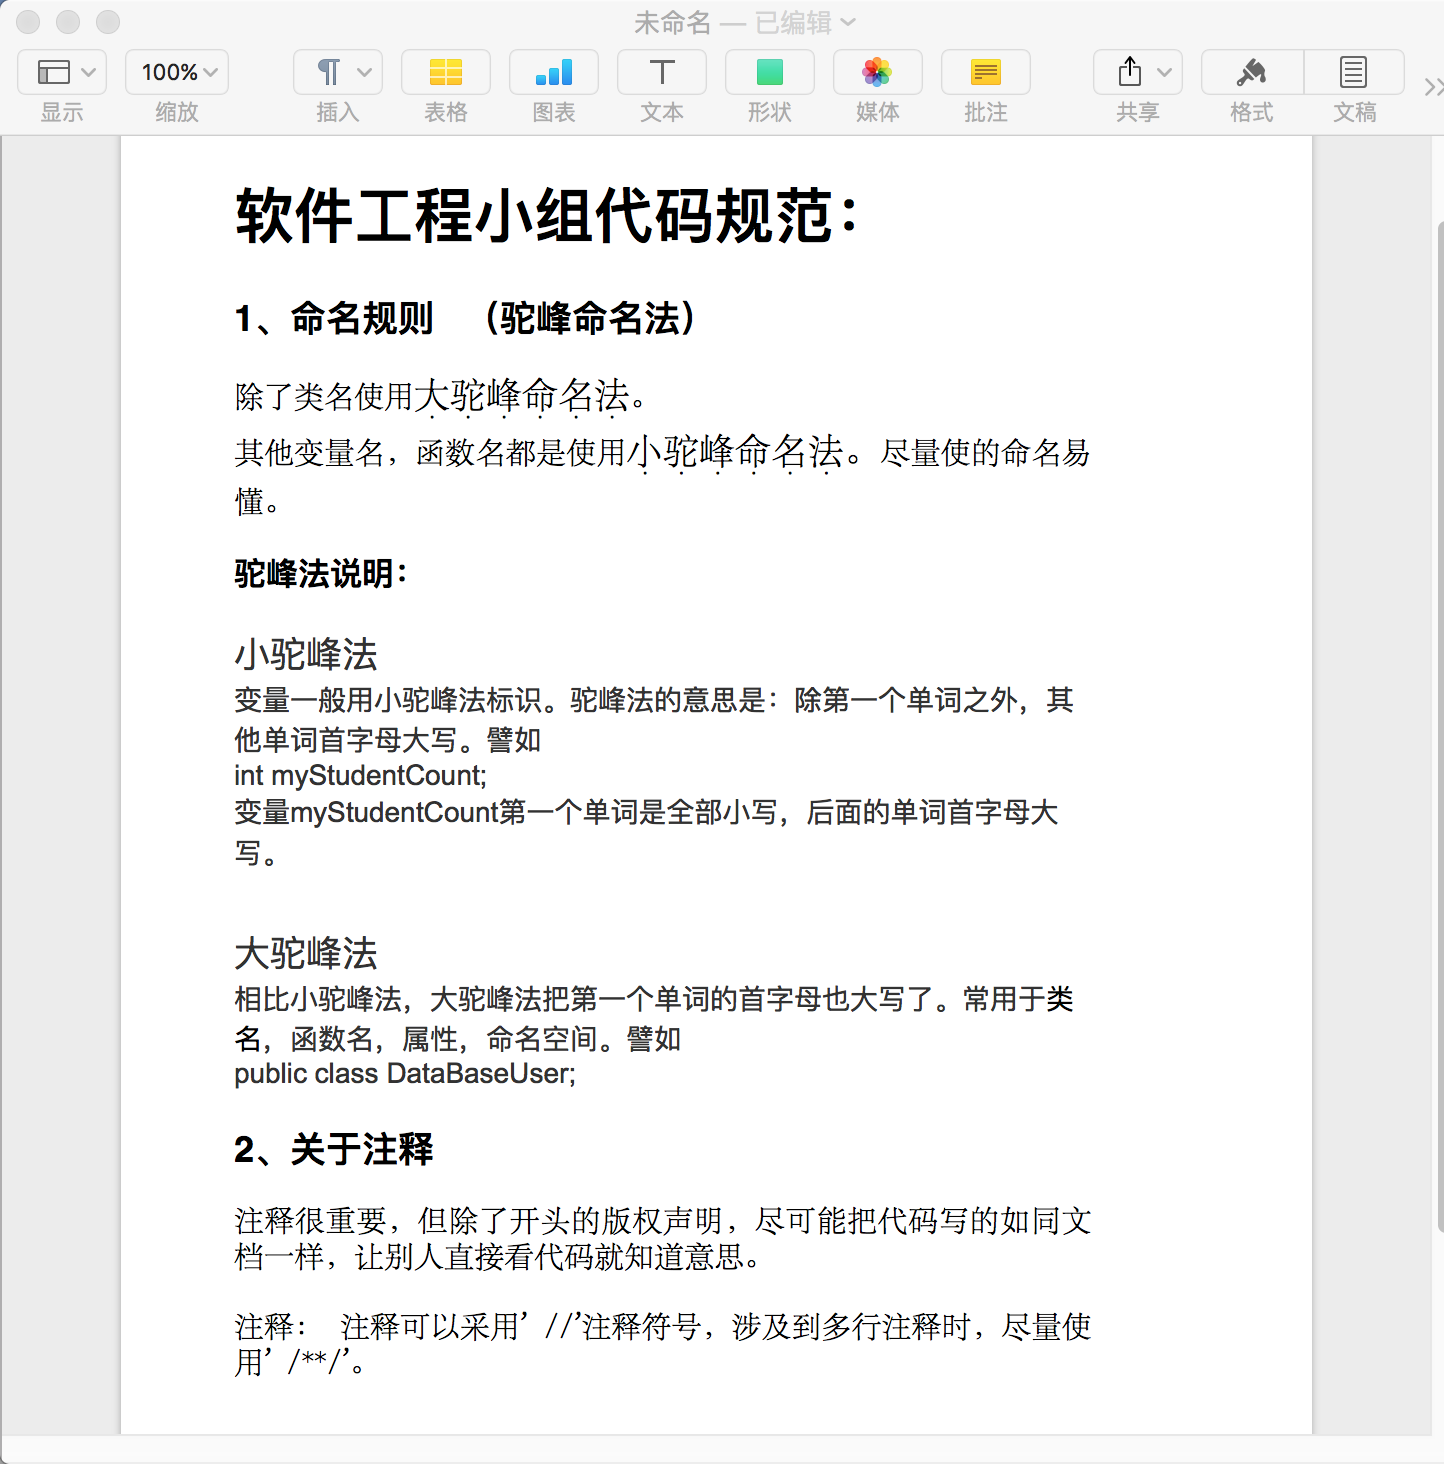 未命名 — 已编辑
100%
显示
缩放
插入
表格
图表
文本
形状
媒体
批注
共享
格式
文稿
软件工程小组代码规范：
1、命名规则 （驼峰命名法）
除了类名使用大驼峰命名法。
其他变量名，函数名都是使用小驼峰命名法。尽量使的命名易
懂。
驼峰法说明：
小驼峰法
变量一般用小驼峰法标识。驼峰法的意思是：除第一个单词之外，其
他单词首字母大写。譬如
int myStudentCount;
变量myStudentCount第一个单词是全部小写，后面的单词首字母大
写。
大驼峰法
相比小驼峰法，大驼峰法把第一个单词的首字母也大写了。常用于类
名，函数名，属性，命名空间。譬如
public class DataBaseUser;
2、关于注释
注释很重要，但除了开头的版权声明，尽可能把代码写的如同文
档一样，让别人直接看代码就知道意思。
注释： 注释可以采用’ //’注释符号，涉及到多行注释时，尽量使
用’ /**/’。